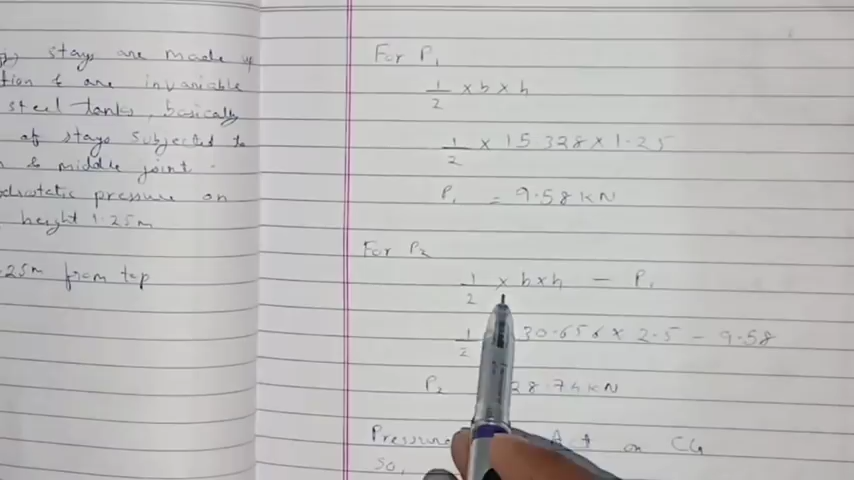 stays are made up
tion & are invariable
steel tanks, basically
of stays subjected to
& middle joint.
drostatic pressure on
height 1.25m
25m from top
For P₁
1/2 × b × h
1/2 × 15.328 × 1.25
P₁ = 9.58 KN
For P₂
1/2 × b × h - P₁
1/2 30.656 × 2.5 - 9.58
P₂ 28.74 KN
Pressure Act on CG
So,